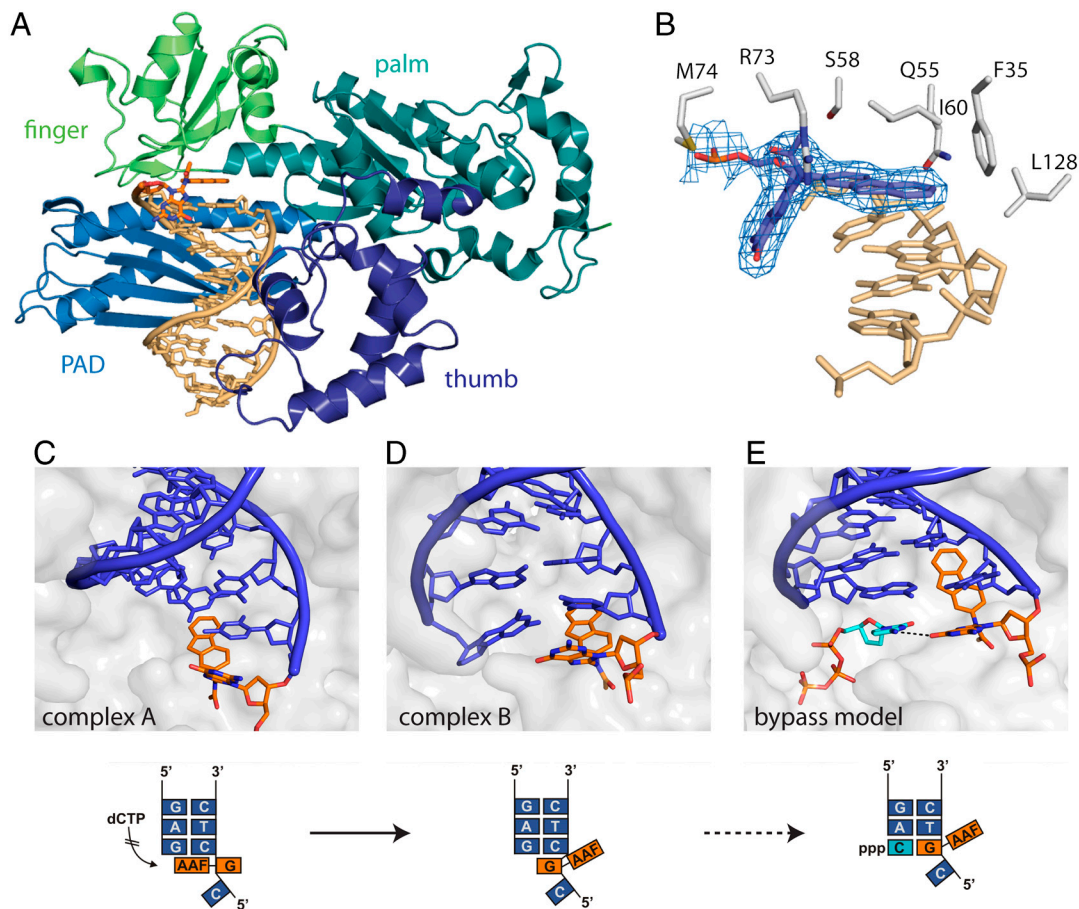 A
finger
palm
PAD
thumb
B
M74
R73
S58
Q55
I60
F35
L128
C
complex A
D
complex B
E
bypass model
5' 3'
dCTP
G C
A T
G C
AAF G
C
5'
5' 3'
G C
A T
G C
G AAF
C
5'
5' 3'
G C
A T
ppp C G AAF
C
5'